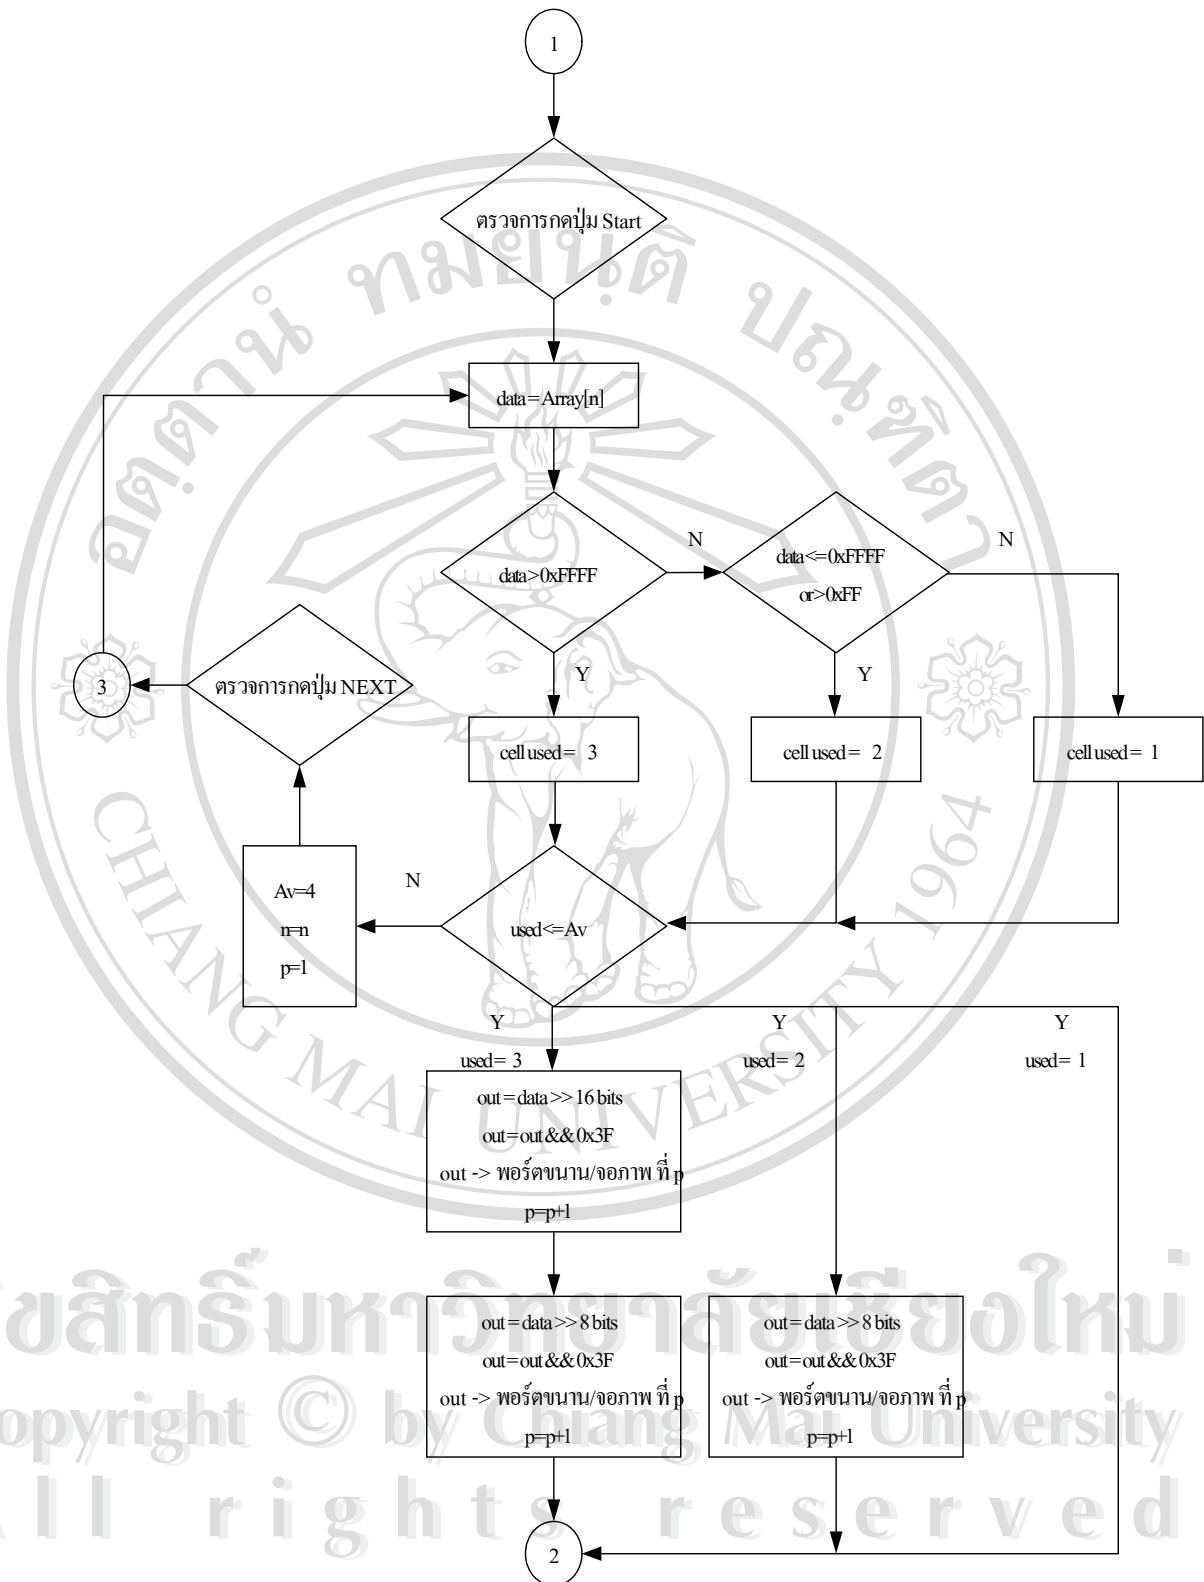 1
ตรวจการกดปุ่ม Start
data=Array[n]
data>0xFFFF
N
data<=0xFFFF
or>0xFF
N
Y
Y
3
ตรวจการกดปุ่ม NEXT
cell used= 3
cell used= 2
cell used= 1
Av=4
n=n
p=1
N
used<=Av
Y
used= 3
Y
used= 2
Y
used= 1
out=data>>16 bits
out=out&&0x3F
out -> พอร์ตขนาน/จอภาพ ที่ p
p=p+1
out=data>>8 bits
out=out&&0x3F
out -> พอร์ตขนาน/จอภาพ ที่ p
p=p+1
out=data>>8 bits
out=out&&0x3F
out -> พอร์ตขนาน/จอภาพ ที่ p
p=p+1
2
CHIANG MAI UNIVERSITY 1964
สิทธิ์มหาวิทยาลัยเชียงใหม่
opyright © by Chiang Mai University
ll rights reserved